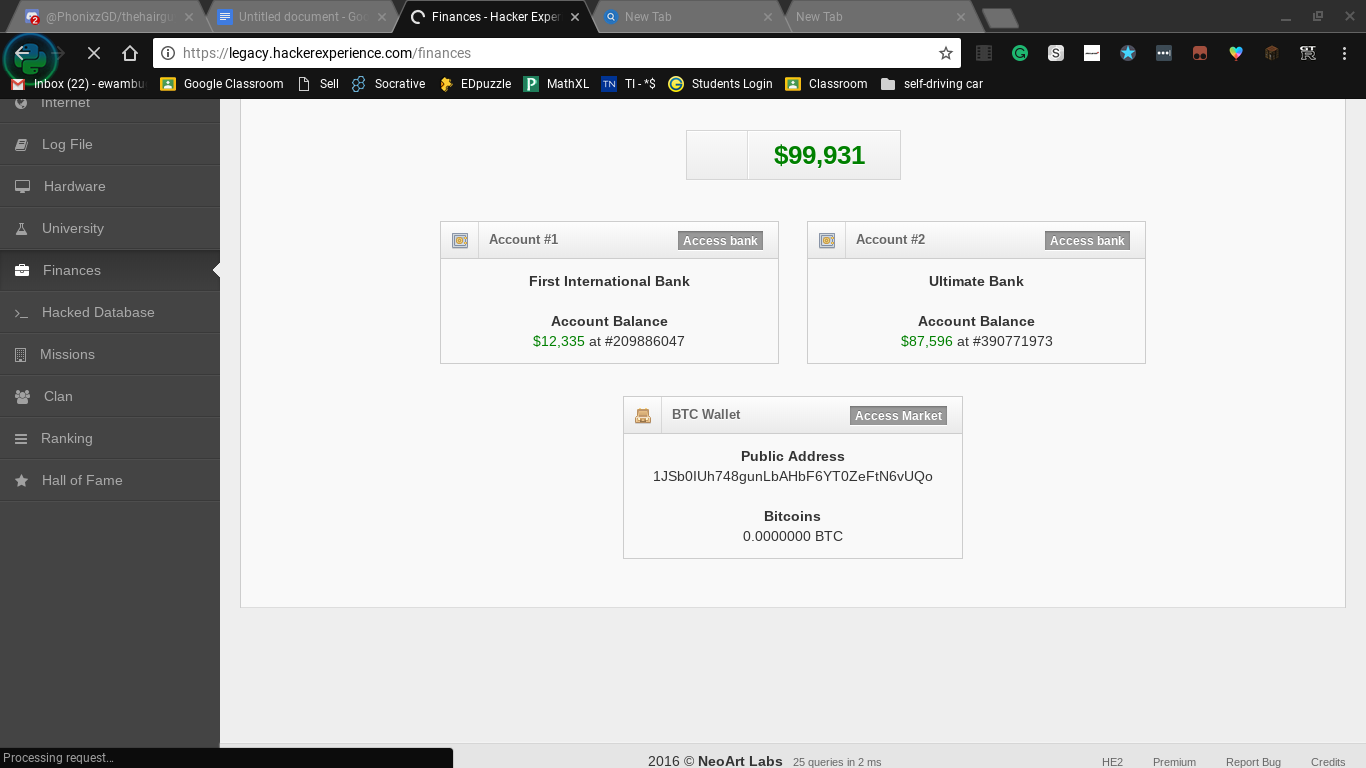 @PhonixzGD/thehairgu
Untitled document - Goo
Finances - Hacker Exper
New Tab
New Tab
https://legacy.hackerexperience.com/finances
Inbox (22) - ewambu
Google Classroom
Sell
Socrative
EDpuzzle
MathXL
TI - *$
Students Login
Classroom
self-driving car
Internet
Log File
Hardware
University
Finances
Hacked Database
Missions
Clan
Ranking
Hall of Fame
$99,931
Account #1
Access bank
First International Bank
Account Balance
$12,335 at #209886047
Account #2
Access bank
Ultimate Bank
Account Balance
$87,596 at #390771973
BTC Wallet
Access Market
Public Address
1JSb0IUh748gunLbAHbF6YT0ZeFtN6vUQo
Bitcoins
0.0000000 BTC
Processing request…
2016 © NeoArt Labs 25 queries in 2 ms
HE2
Premium
Report Bug
Credits